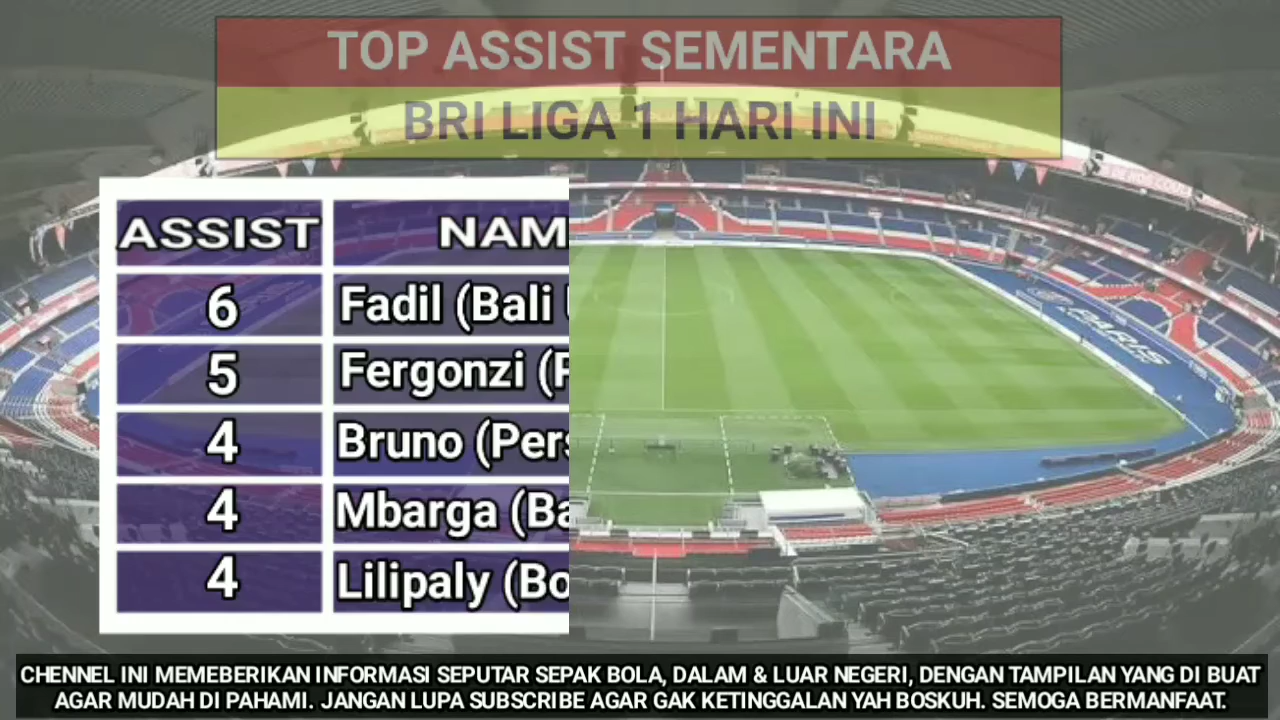 TOP ASSIST SEMENTARA
BRI LIGA 1 HARI INI
ASSIST NAM
6 Fadil (Bali
5 Fergonzi (P
4 Bruno (Pers
4 Mbarga (Ba
4 Lilipaly (Bo
PARIS
CHENNEL INI MEMEBERIKAN INFORMASI SEPUTAR SEPAK BOLA, DALAM & LUAR NEGERI, DENGAN TAMPILAN YANG DI BUAT
AGAR MUDAH DI PAHAMI. JANGAN LUPA SUBSCRIBE AGAR GAK KETINGGALAN YAH BOSKUH. SEMOGA BERMANFAAT.